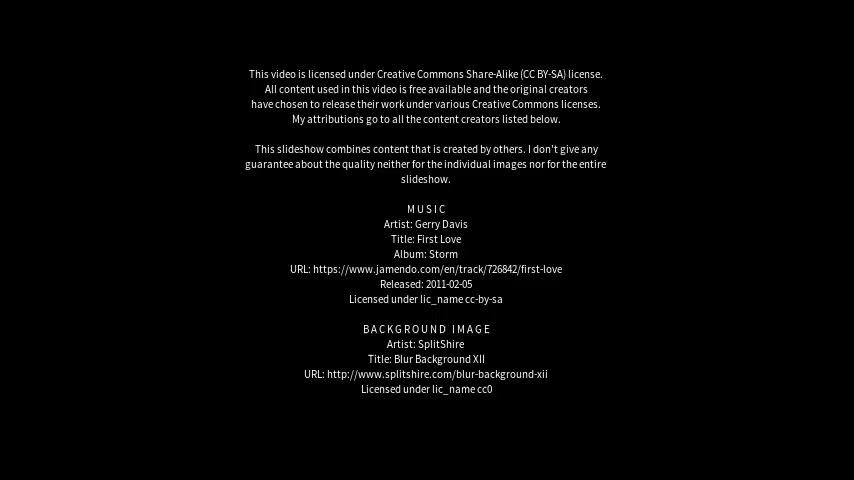 This video is licensed under Creative Commons Share-Alike (CC BY-SA) license.
All content used in this video is free available and the original creators
have chosen to release their work under various Creative Commons licenses.
My attributions go to all the content creators listed below.
This slideshow combines content that is created by others. I don't give any
guarantee about the quality neither for the individual images nor for the entire
slideshow.
MUSIC
Artist: Gerry Davis
Title: First Love
Album: Storm
URL: https://www.jamendo.com/en/track/726842/first-love
Released: 2011-02-05
Licensed under lic_name cc-by-sa
BACKGROUND IMAGE
Artist: SplitShire
Title: Blur Background XII
URL: http://www.splitshire.com/blur-background-xii
Licensed under lic_name cc0